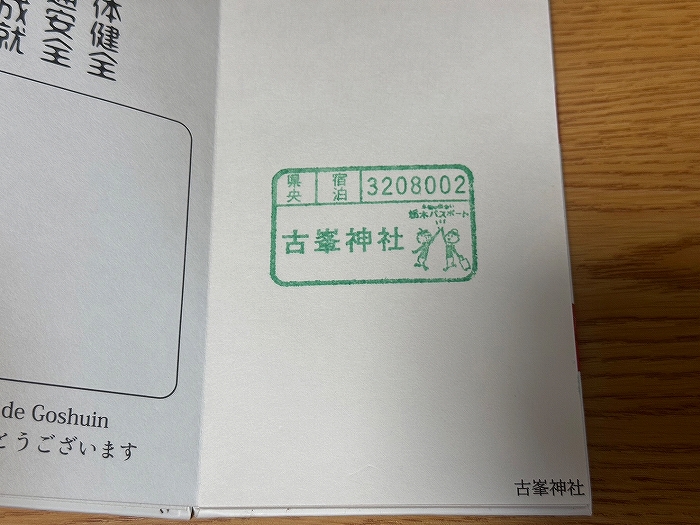 体健全
安全
成就
県央
宿泊
3208002
栃木パスポート
古峯神社
de Goshuin
とうございます
古峯神社